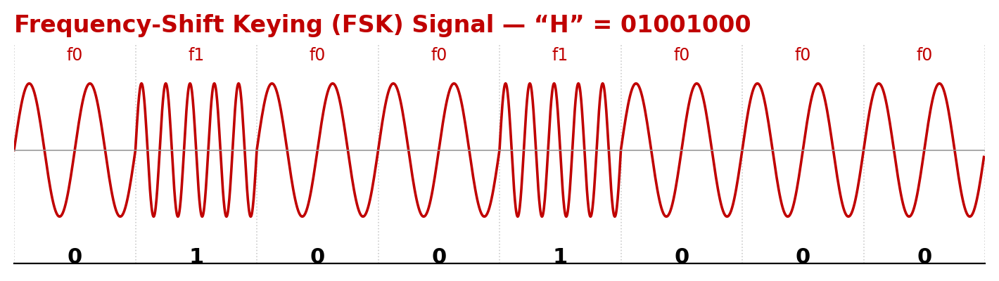 Frequency-Shift Keying (FSK) Signal — “H” = 01001000
f0 f1 f0 f0 f1 f0 f0 f0
0 1 0 0 1 0 0 0